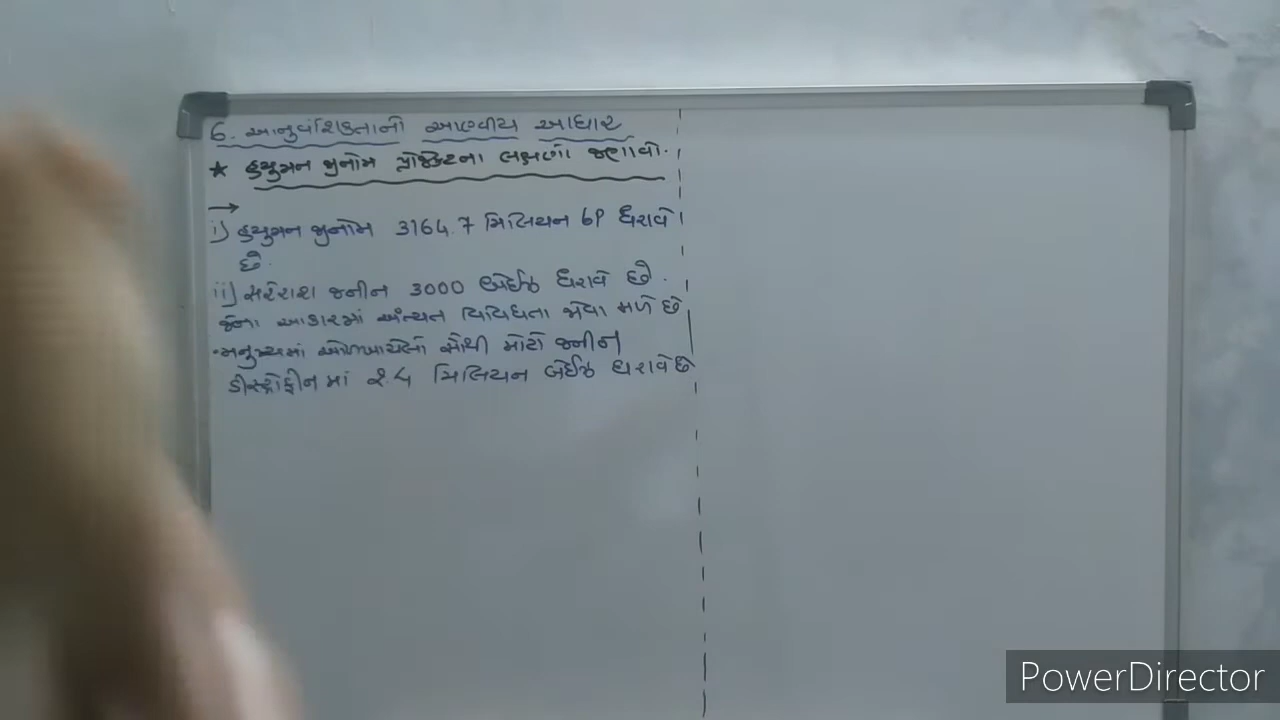 6. આનુવંશિકતાનો આણ્વીય આધાર
★ હ્યુમન જીનોમ પ્રોજેક્ટના લક્ષણો જણાવો.
→
i) હ્યુમન જીનોમ 3164.7 મિલિયન bP ધરાવે
છે.
ii) સરેરાશ જનીન 3000 બેઈઝ ધરાવે છે.
જેના આકારમાં અંત્યત વિવિધતા જોવા મળે છે
• મનુષ્યમાં ઓળખાયેલો સૌથી મોટો જનીન
ડીસ્ટ્રોફીન માં 2.4 મિલિયન બેઈઝ ધરાવે છે
PowerDirector